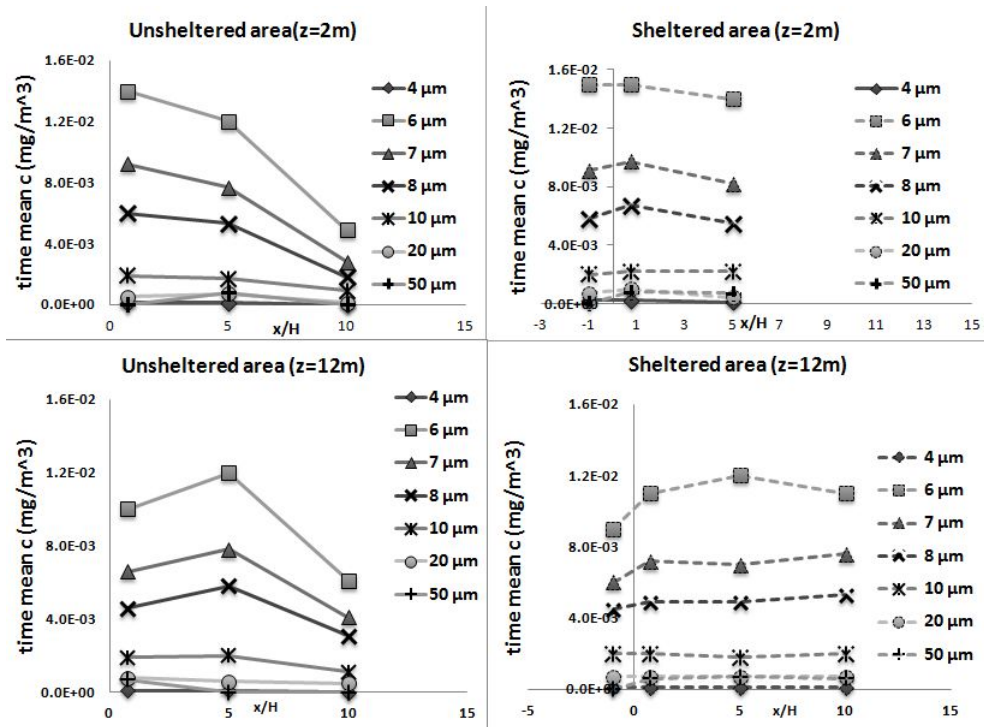 Unsheltered area(z=2m)
time mean c (mg/m^3)
1.6E-02
1.2E-02
8.0E-03
4.0E-03
0.0E+00
0
5
10
15
x/H
4 μm
6 μm
7 μm
8 μm
10 μm
20 μm
50 μm
Sheltered area (z=2m)
time mean c (mg/m^3)
1.6E-02
1.2E-02
8.0E-03
4.0E-03
0.0E+00
-3
-1
1
3
5
7
9
11
13
15
x/H
4 μm
6 μm
7 μm
8 μm
10 μm
20 μm
50 μm
Unsheltered area (z=12m)
time mean c (mg/m^3)
1.6E-02
1.2E-02
8.0E-03
4.0E-03
0.0E+00
0
5
10
15
x/H
4 μm
6 μm
7 μm
8 μm
10 μm
20 μm
50 μm
Sheltered area (z=12m)
time mean c (mg/m^3)
1.6E-02
1.2E-02
8.0E-03
4.0E-03
0.0E+00
-5
0
5
10
15
x/H
4 μm
6 μm
7 μm
8 μm
10 μm
20 μm
50 μm